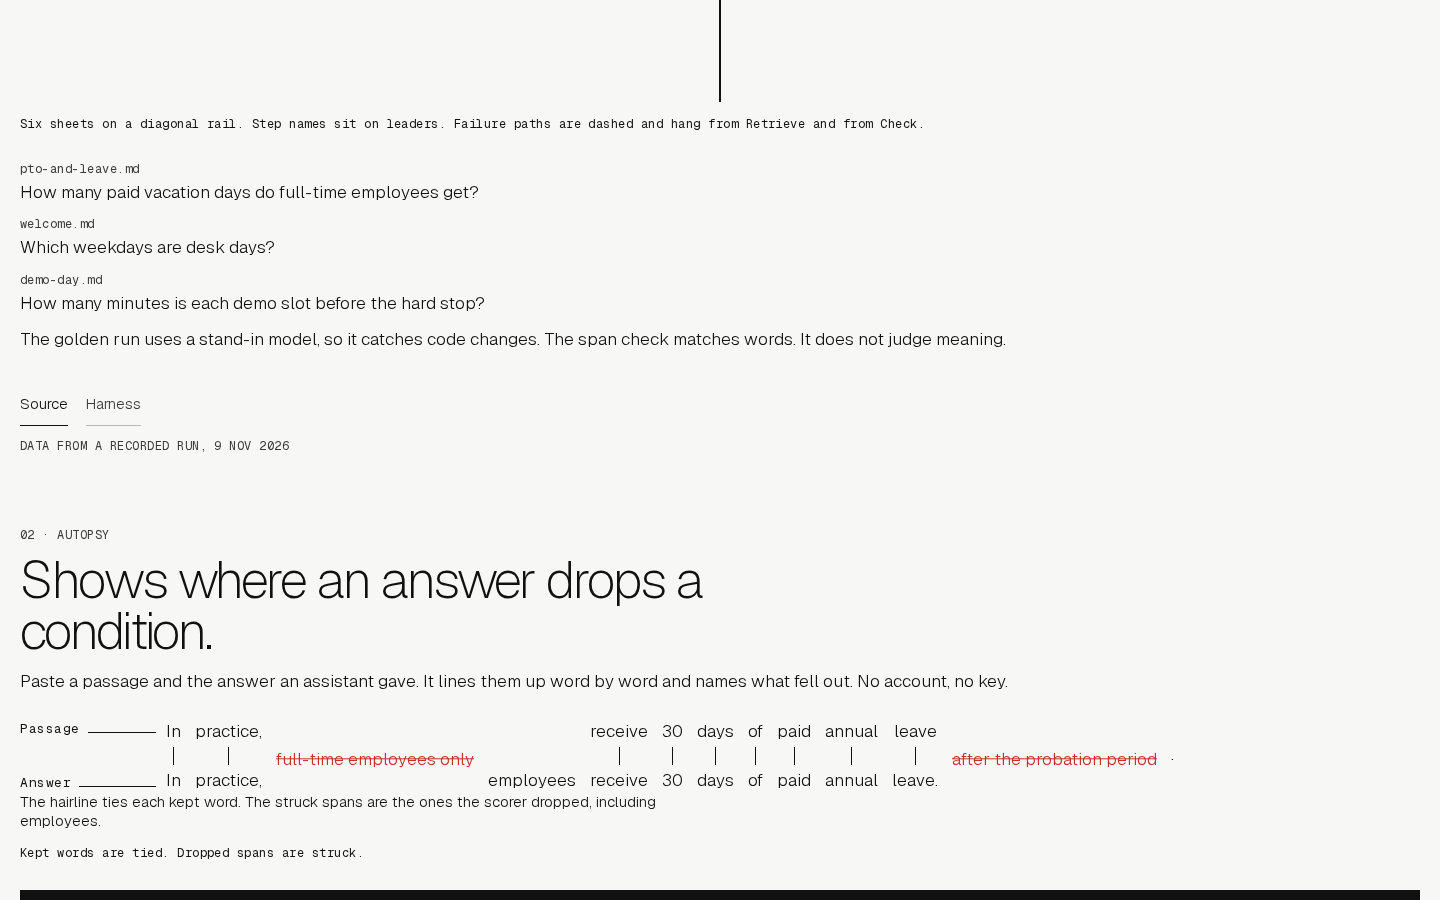 Six sheets on a diagonal rail. Step names sit on leaders. Failure paths are dashed and hang from Retrieve and from Check.
pto-and-leave.md
How many paid vacation days do full-time employees get?
welcome.md
Which weekdays are desk days?
demo-day.md
How many minutes is each demo slot before the hard stop?
The golden run uses a stand-in model, so it catches code changes. The span check matches words. It does not judge meaning.
Source Harness
DATA FROM A RECORDED RUN, 9 NOV 2026
02 · AUTOPSY
Shows where an answer drops a
condition.
Paste a passage and the answer an assistant gave. It lines them up word by word and names what fell out. No account, no key.
Passage In practice, receive 30 days of paid annual leave
full-time employees only after the probation period .
Answer In practice, employees receive 30 days of paid annual leave.
The hairline ties each kept word. The struck spans are the ones the scorer dropped, including
employees.
Kept words are tied. Dropped spans are struck.